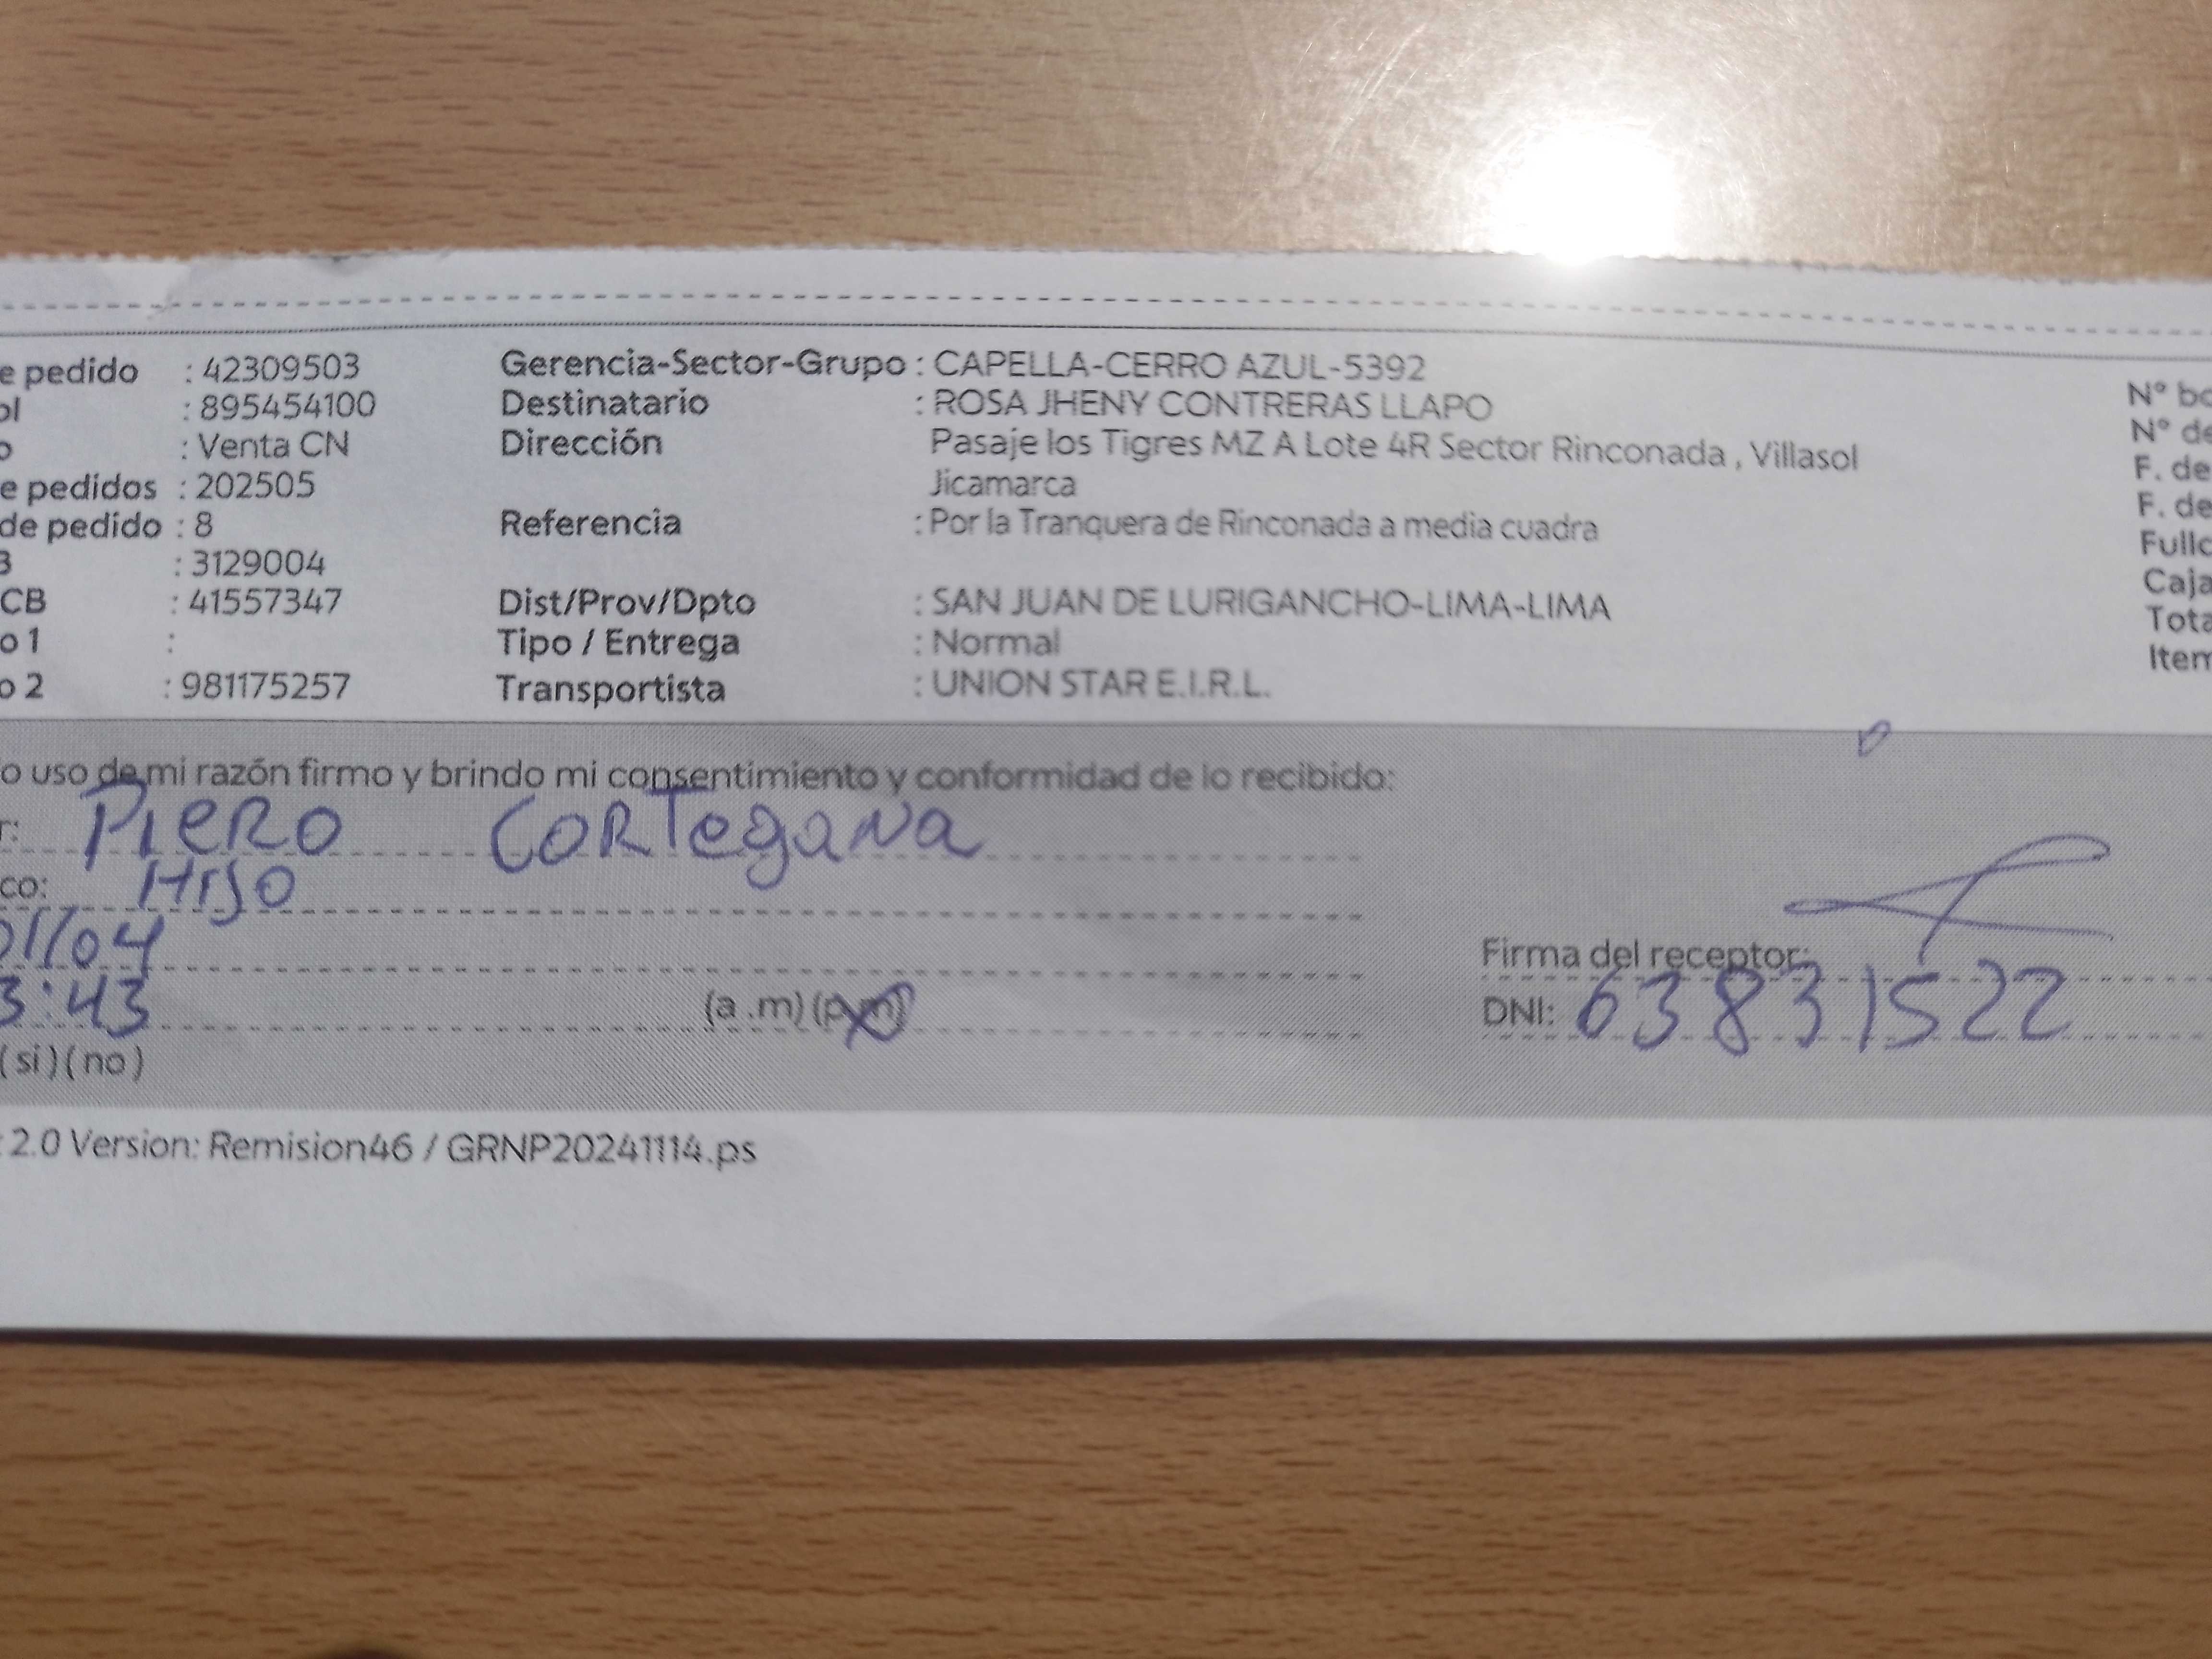 e pedido : 42309503 Gerencia-Sector-Grupo : CAPELLA-CERRO AZUL-5392
ol : 895454100 Destinatario : ROSA JHENY CONTRERAS LLAPO N° bo
o : Venta CN Dirección Pasaje los Tigres MZ A Lote 4R Sector Rinconada , Villasol N° de
e pedidos : 202505 Jicamarca F. de
de pedido : 8 Referencia : Por la Tranquera de Rinconada a media cuadra F. de
3 : 3129004 Fullc
CB : 41557347 Dist/Prov/Dpto : SAN JUAN DE LURIGANCHO-LIMA-LIMA Caja
o 1 : Tipo / Entrega : Normal Tota
o 2 : 981175257 Transportista : UNION STAR E.I.R.L. Item
o uso de mi razón firmo y brindo mi consentimiento y conformidad de lo recibido:
r: PIERO CORTEGANA
co: HIJO
01/04
3:43 (a .m) (p.m)
(si) (no)
Firma del receptor:
DNI: 63831522
: 2.0 Version: Remision46 / GRNP20241114.ps